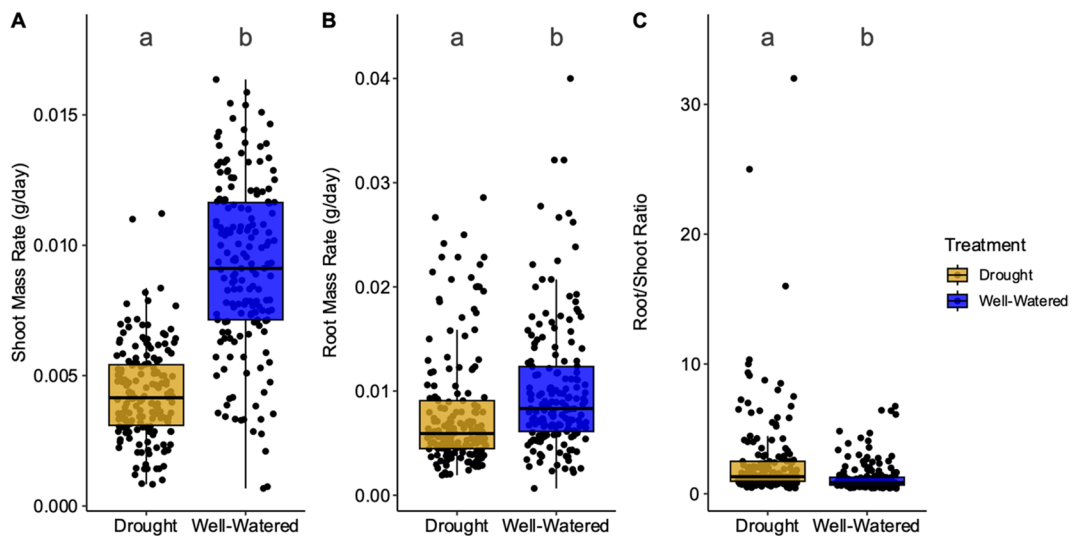 A
a
b
Shoot Mass Rate (g/day)
0.015
0.010
0.005
0.000
Drought
Well-Watered
B
a
b
Root Mass Rate (g/day)
0.04
0.03
0.02
0.01
0.00
Drought
Well-Watered
C
a
b
Root/Shoot Ratio
30
20
10
0
Drought
Well-Watered
Treatment
Drought
Well-Watered